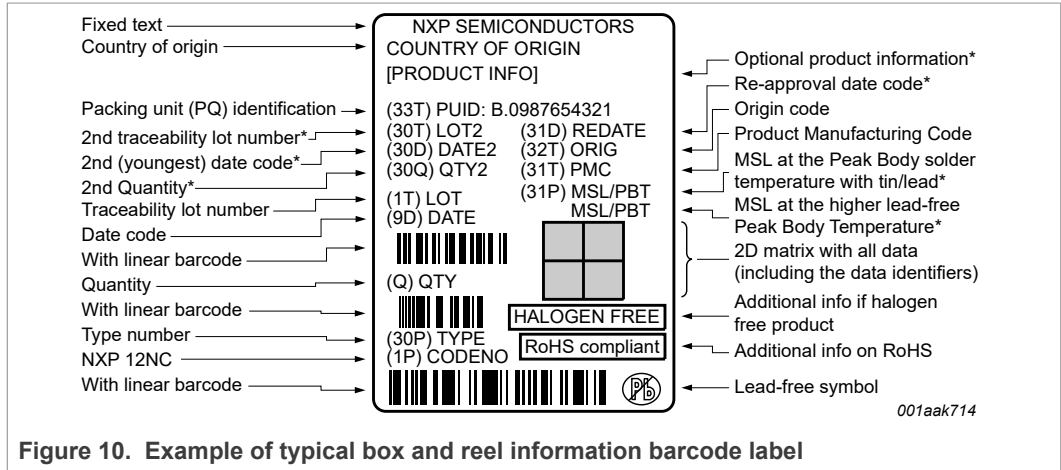 Fixed text
Country of origin
Packing unit (PQ) identification
2nd traceability lot number*
2nd (youngest) date code*
2nd Quantity*
Traceability lot number
Date code
With linear barcode
Quantity
With linear barcode
Type number
NXP 12NC
With linear barcode
NXP SEMICONDUCTORS
COUNTRY OF ORIGIN
[PRODUCT INFO]
(33T) PUID: B.0987654321
(30T) LOT2 (31D) REDATE
(30D) DATE2 (32T) ORIG
(30Q) QTY2 (31T) PMC
(31P) MSL/PBT
(1T) LOT MSL/PBT
(9D) DATE
(Q) QTY
HALOGEN FREE
(30P) TYPE
RoHS compliant
(1P) CODENO
Pb
Optional product information*
Re-approval date code*
Origin code
Product Manufacturing Code
MSL at the Peak Body solder
temperature with tin/lead*
MSL at the higher lead-free
Peak Body Temperature*
2D matrix with all data
(including the data identifiers)
Additional info if halogen
free product
Additional info on RoHS
Lead-free symbol
001aak714
Figure 10. Example of typical box and reel information barcode label